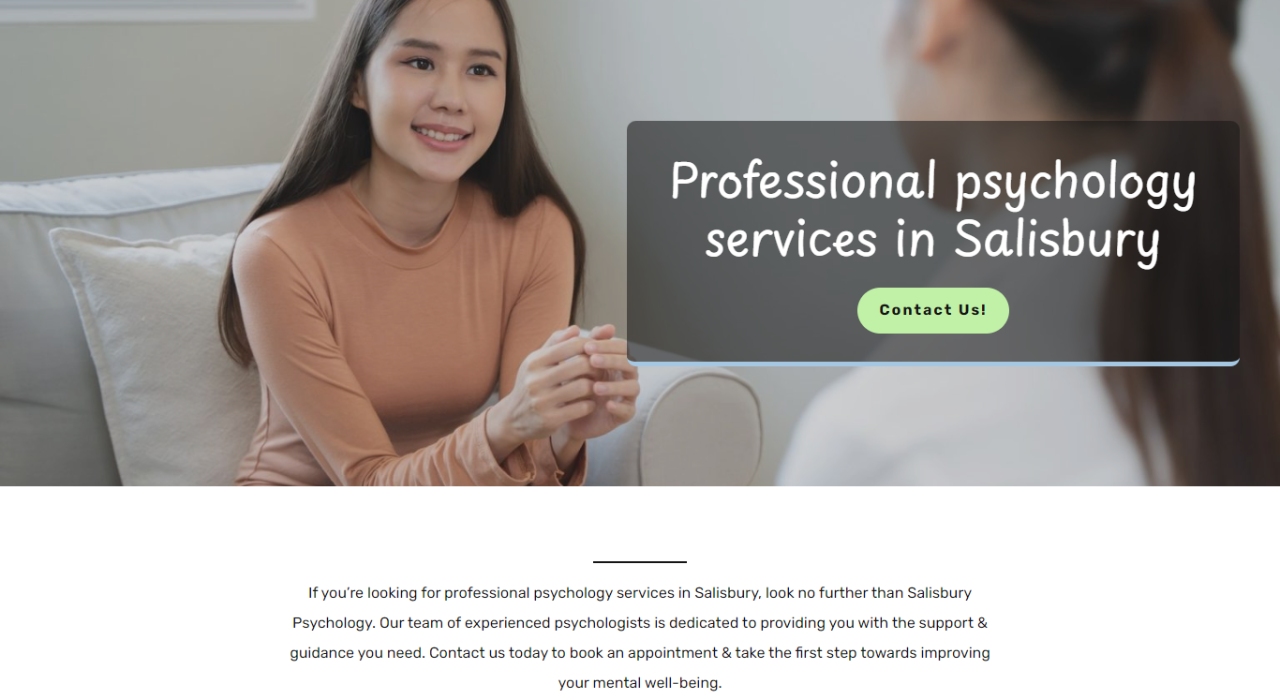 Professional psychology
services in Salisbury
Contact Us!
If you’re looking for professional psychology services in Salisbury, look no further than Salisbury
Psychology. Our team of experienced psychologists is dedicated to providing you with the support &
guidance you need. Contact us today to book an appointment & take the first step towards improving
your mental well-being.